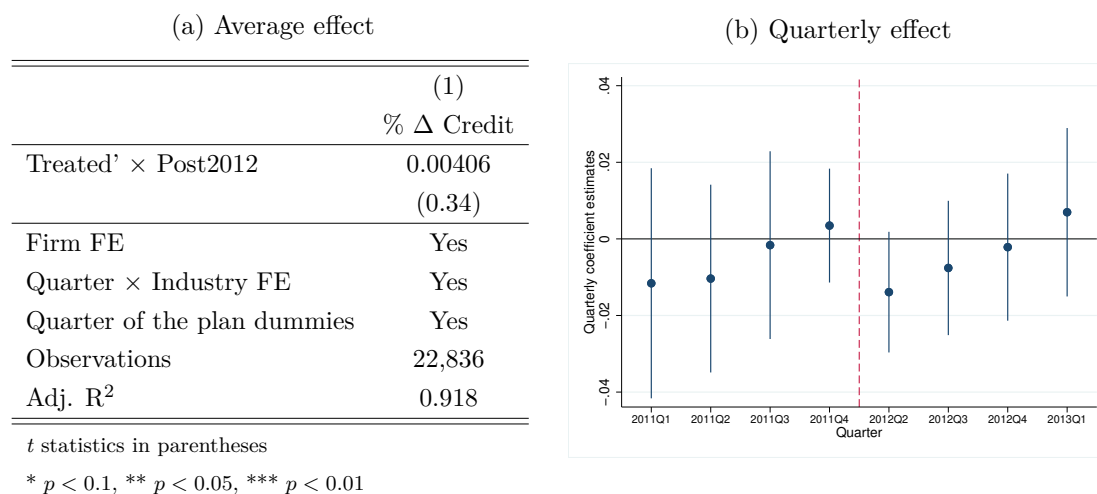 (a) Average effect
(1)
% Δ Credit
Treated’ × Post2012 0.00406
(0.34)
Firm FE Yes
Quarter × Industry FE Yes
Quarter of the plan dummies Yes
Observations 22,836
Adj. R² 0.918
t statistics in parentheses
* p < 0.1, ** p < 0.05, *** p < 0.01
(b) Quarterly effect
Quarterly coefficient estimates
.04
.02
0
-.02
-.04
2011Q1 2011Q2 2011Q3 2011Q4 2012Q2 2012Q3 2012Q4 2013Q1
Quarter